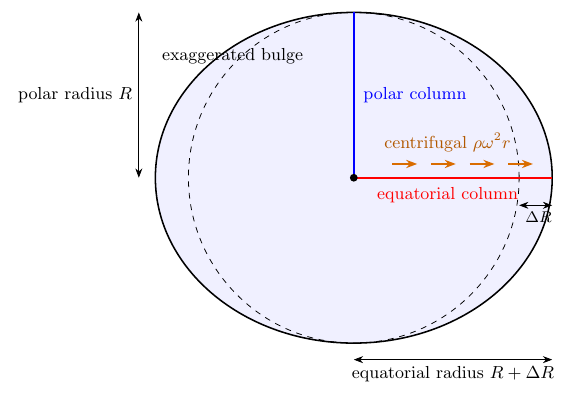 exaggerated bulge
polar radius R
polar column
centrifugal ρω²r
equatorial column
ΔR
equatorial radius R + ΔR